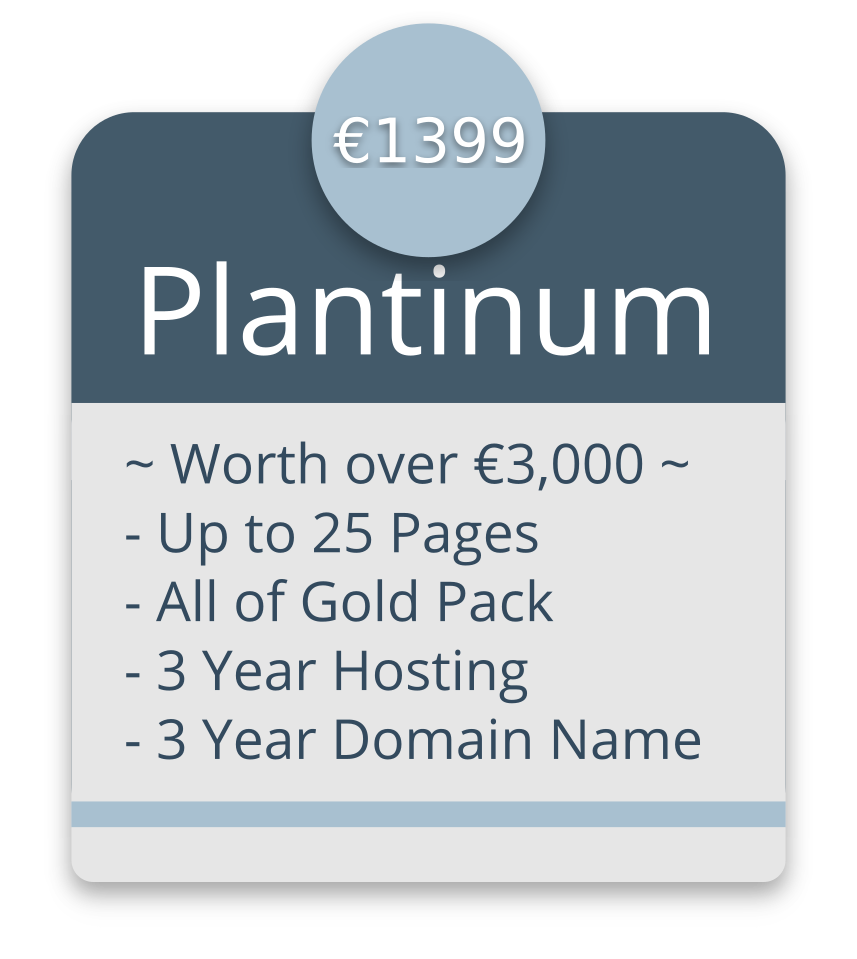 €1399
Plantinum
~ Worth over €3,000 ~
- Up to 25 Pages
- All of Gold Pack
- 3 Year Hosting
- 3 Year Domain Name